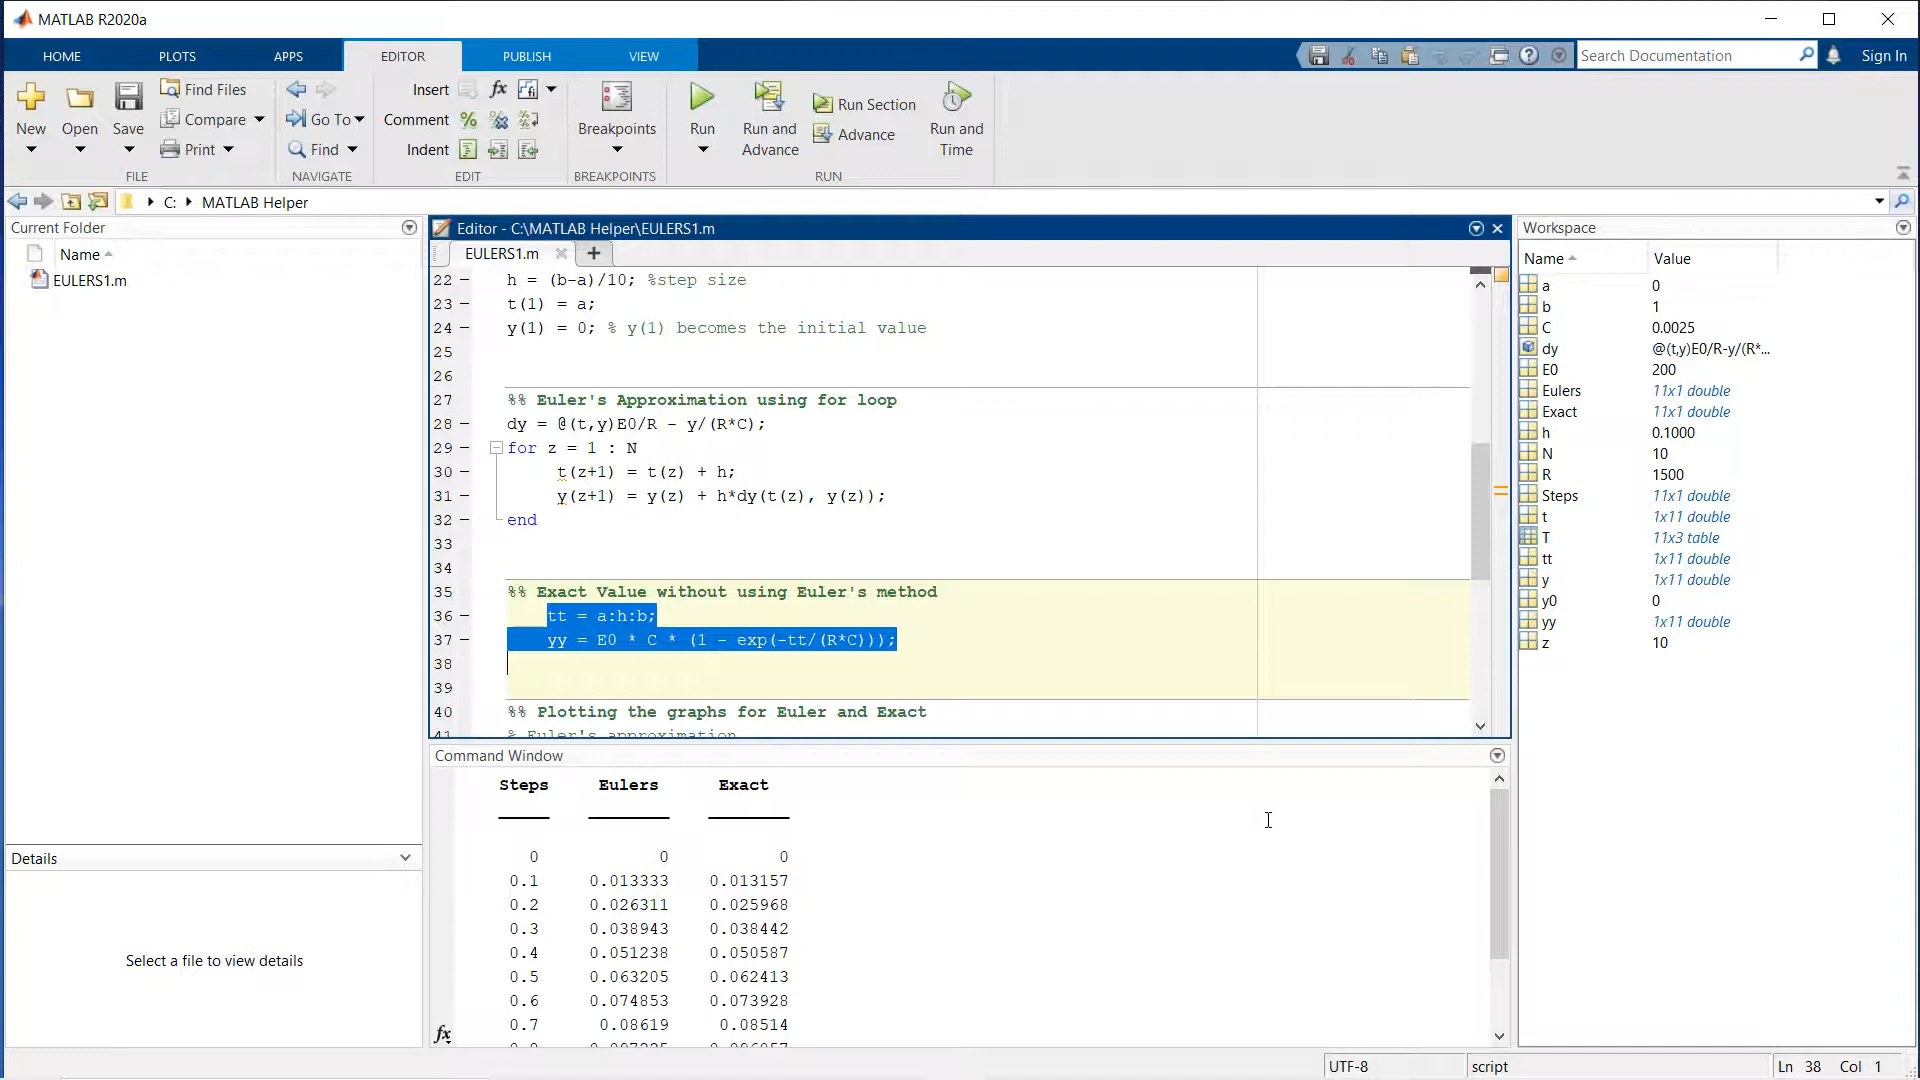 MATLAB R2020a
HOME PLOTS APPS EDITOR PUBLISH VIEW
Search Documentation
Sign In
New
Open
Save
Find Files
Compare
Print
FILE
Go To
Find
NAVIGATE
Insert
Comment
Indent
EDIT
Breakpoints
BREAKPOINTS
Run
Run and Advance
Run Section
Advance
Run and Time
RUN
C: MATLAB Helper
Current Folder
Name
EULERS1.m
Details
Select a file to view details
Editor - C:\MATLAB Helper\EULERS1.m
EULERS1.m
22 - h = (b-a)/10; %step size
23 - t(1) = a;
24 - y(1) = 0; % y(1) becomes the initial value
25
26
27 %% Euler's Approximation using for loop
28 - dy = @(t,y)E0/R - y/(R*C);
29 - for z = 1 : N
30 - t(z+1) = t(z) + h;
31 - y(z+1) = y(z) + h*dy(t(z), y(z));
32 - end
33
34
35 %% Exact Value without using Euler's method
36 - tt = a:h:b;
37 - yy = E0 * C * (1 - exp(-tt/(R*C)));
38
39
40 %% Plotting the graphs for Euler and Exact
41 % Euler's approximation
Command Window
Steps Eulers Exact
0 0 0
0.1 0.013333 0.013157
0.2 0.026311 0.025968
0.3 0.038943 0.038442
0.4 0.051238 0.050587
0.5 0.063205 0.062413
0.6 0.074853 0.073928
0.7 0.08619 0.08514
fx
Workspace
Name Value
a 0
b 1
C 0.0025
dy @(t,y)E0/R-y/(R*...
E0 200
Eulers 11x1 double
Exact 11x1 double
h 0.1000
N 10
R 1500
Steps 11x1 double
t 1x11 double
T 11x3 table
tt 1x11 double
y 1x11 double
y0 0
yy 1x11 double
z 10
UTF-8
script
Ln 38 Col 1